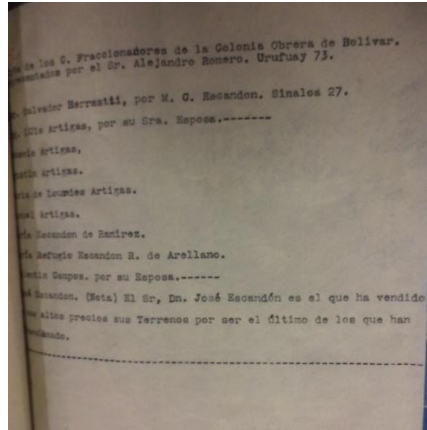 de los C. Fraccionadores de la Colonia Obrera de Bolivar.
por el Sr. Alejandro Romero. Urufuay 73.
Salvador Berrastti, por M. G. Escandon. Sinaloa 27.
Luis Artigas, por su Sra. Esposa.-------
Artigas,
Artigas.
de Lourdes Artigas.
Artigas.
Escandon de Ramirez.
Refugio Escandon R. de Arellano.
Campos. por su Esposa.------
Escandon. (Nota) El Sr, Dn. José Escandón es el que ha vendido
altos precios sus Terrenos por ser el último de los que han